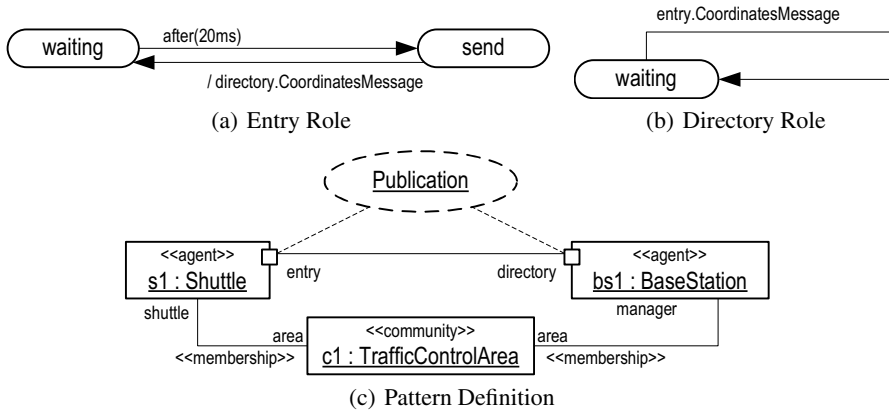 after(20ms)
waiting
send
/ directory.CoordinatesMessage
(a) Entry Role
entry.CoordinatesMessage
waiting
(b) Directory Role
Publication
<<agent>>
s1 : Shuttle
entry
directory
<<agent>>
bs1 : BaseStation
shuttle
manager
area
<<community>>
c1 : TrafficControlArea
area
<<membership>>
<<membership>>
(c) Pattern Definition